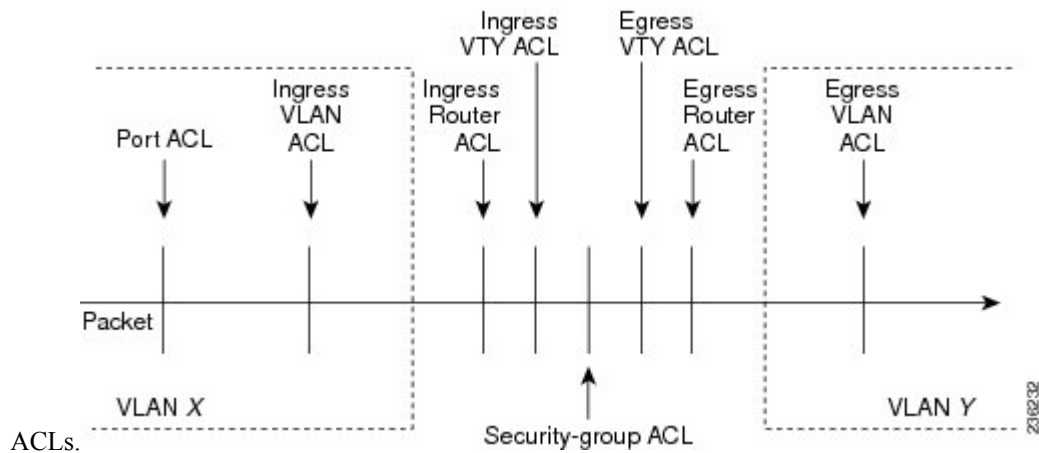 Ingress
VTY ACL
Egress
VTY ACL
Port ACL
Ingress
VLAN
ACL
Ingress
Router
ACL
Egress
Router
ACL
Egress
VLAN
ACL
Packet
VLAN X
Security-group ACL
VLAN Y
236232
ACLs.